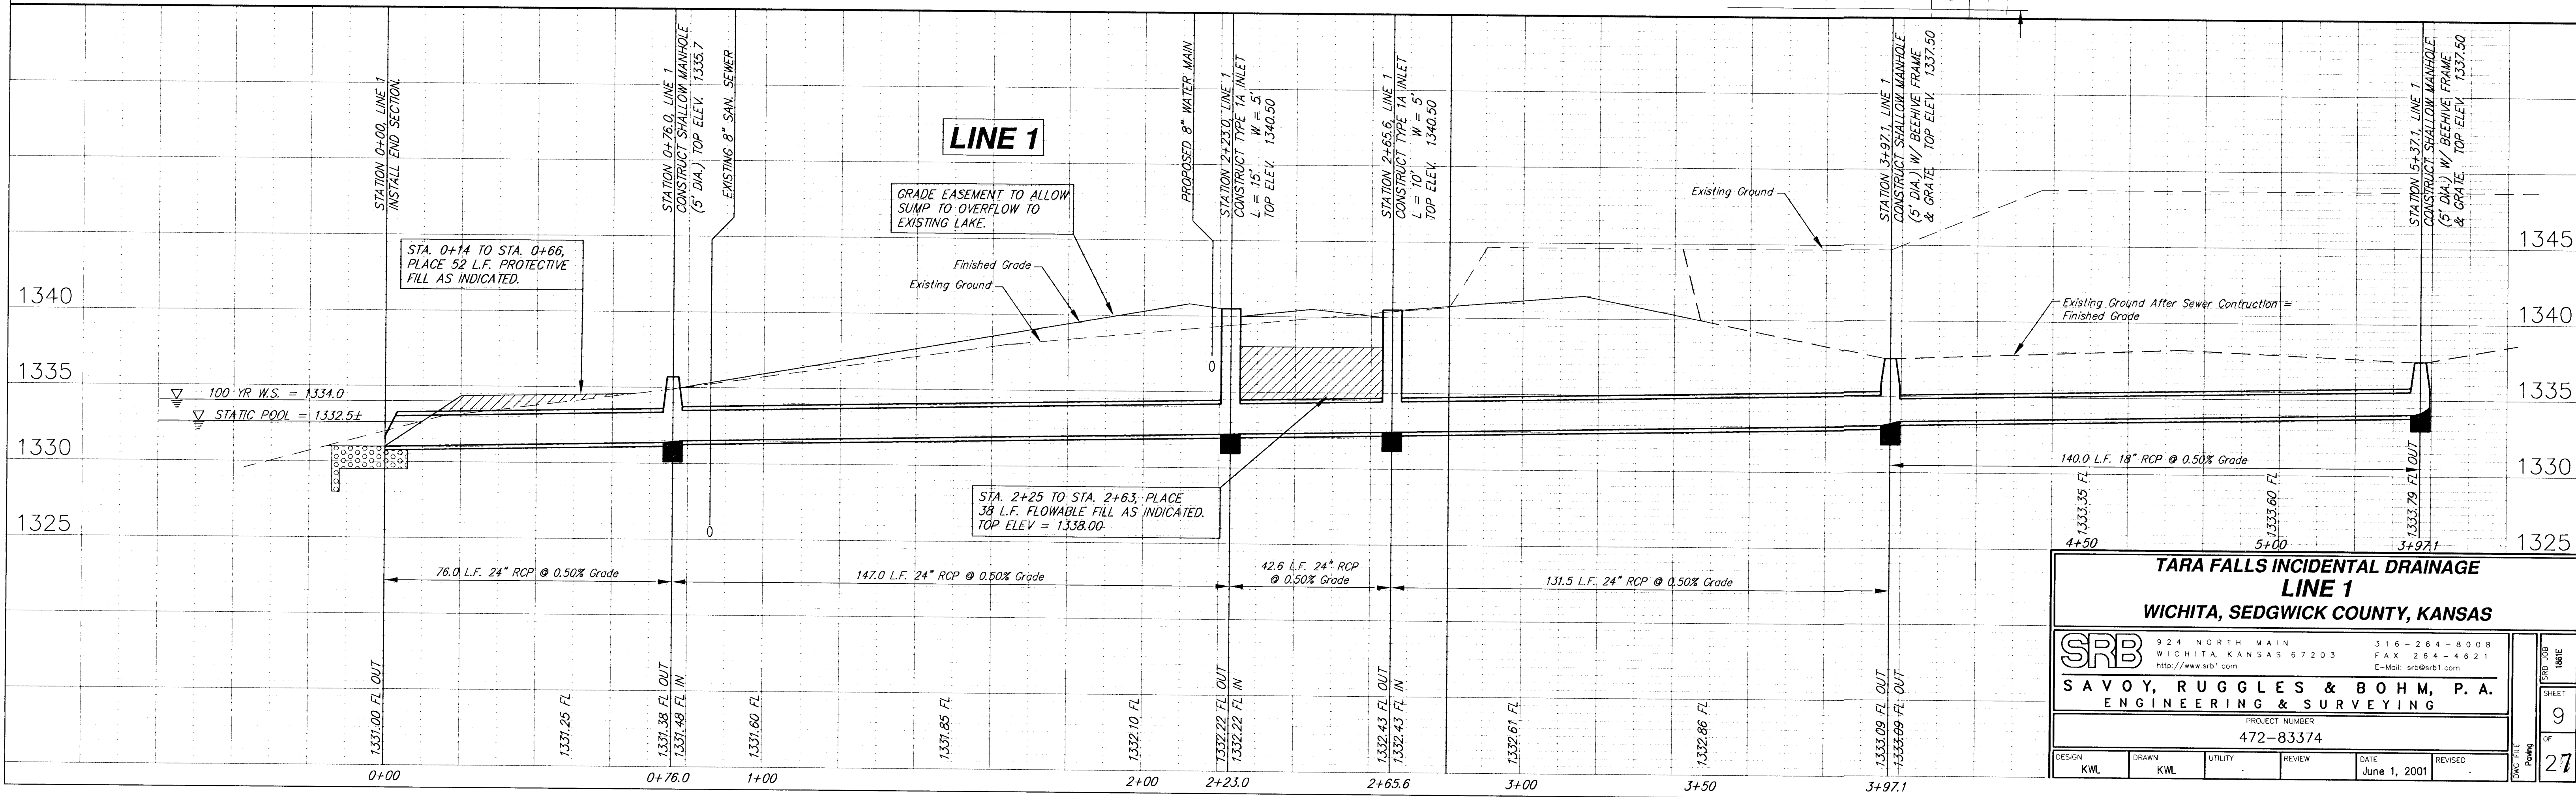 STATION 0+00, LINE 1
INSTALL END SECTION.
STATION 0+76.0, LINE 1
CONSTRUCT SHALLOW MANHOLE
(5' DIA.) TOP ELEV. 1335.7
EXISTING 8" SAN. SEWER
LINE 1
GRADE EASEMENT TO ALLOW
SUMP TO OVERFLOW TO
EXISTING LAKE.
PROPOSED 8" WATER MAIN
STATION 2+23.0, LINE 1
CONSTRUCT TYPE 1A INLET
L = 15' W = 5'
TOP ELEV. 1340.50
STATION 2+65.6, LINE 1
CONSTRUCT TYPE 1A INLET
L = 10' W = 5'
TOP ELEV. 1340.50
Existing Ground
STATION 3+97.1, LINE 1
CONSTRUCT SHALLOW MANHOLE
(5' DIA.) W/ BEEHIVE FRAME
& GRATE TOP ELEV. 1337.50
STATION 5+37.1, LINE 1
CONSTRUCT SHALLOW MANHOLE
(5' DIA.) W/ BEEHIVE FRAME
& GRATE TOP ELEV. 1337.50
STA. 0+14 TO STA. 0+66,
PLACE 52 L.F. PROTECTIVE
FILL AS INDICATED.
Finished Grade
Existing Ground
Existing Ground After Sewer Contruction =
Finished Grade
1345
1340
1340
1335
1335
1330
1330
1325
1325
100 YR W.S. = 1334.0
STATIC POOL = 1332.5±
STA. 2+25 TO STA. 2+63, PLACE
38 L.F. FLOWABLE FILL AS INDICATED.
TOP ELEV = 1338.00
140.0 L.F. 18" RCP @ 0.50% Grade
1333.35 FL
1333.60 FL
1333.79 FL OUT
4+50
5+00
3+97.1
76.0 L.F. 24" RCP @ 0.50% Grade
147.0 L.F. 24" RCP @ 0.50% Grade
42.6 L.F. 24" RCP
@ 0.50% Grade
131.5 L.F. 24" RCP @ 0.50% Grade
1331.00 FL OUT
1331.25 FL
1331.38 FL OUT
1331.48 FL IN
1331.60 FL
1331.85 FL
1332.10 FL
1332.22 FL OUT
1332.22 FL IN
1332.43 FL OUT
1332.43 FL IN
1332.61 FL
1332.86 FL
1333.09 FL OUT
1333.09 FL OUT
0+00
0+76.0
1+00
2+00
2+23.0
2+65.6
3+00
3+50
3+97.1
TARA FALLS INCIDENTAL DRAINAGE
LINE 1
WICHITA, SEDGWICK COUNTY, KANSAS
SRB
924 NORTH MAIN
WICHITA, KANSAS 67203
http://www.srb1.com
316-264-8008
FAX 264-4621
E-Mail: srb@srb1.com
SAVOY, RUGGLES & BOHM, P.A.
ENGINEERING & SURVEYING
PROJECT NUMBER
472-83374
DESIGN
KWL
DRAWN
KWL
UTILITY
REVIEW
DATE
June 1, 2001
REVISED
DWG FILE
Paving
SRB JOB
1861E
SHEET
9
OF
27